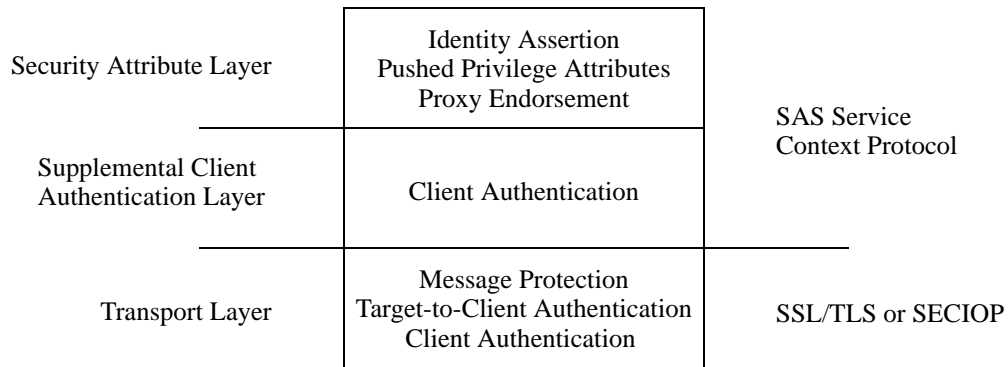 Security Attribute Layer
Identity Assertion
Pushed Privilege Attributes
Proxy Endorsement
SAS Service
Context Protocol
Supplemental Client
Authentication Layer
Client Authentication
Transport Layer
Message Protection
Target-to-Client Authentication
Client Authentication
SSL/TLS or SECIOP